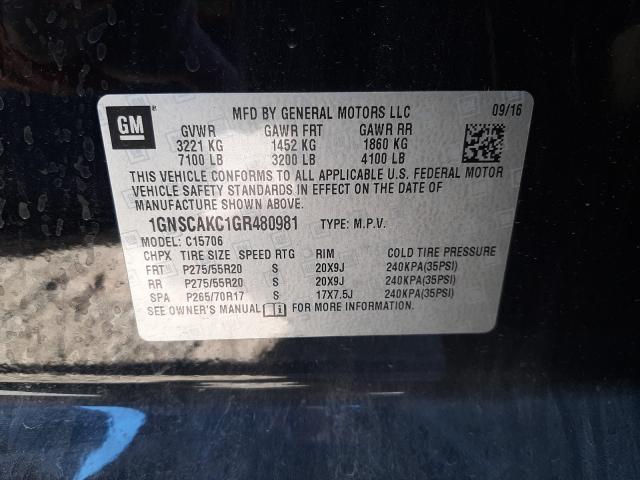 GM
MFD BY GENERAL MOTORS LLC 09/16
GVWR GAWR FRT GAWR RR
3221 KG 1452 KG 1860 KG
7100 LB 3200 LB 4100 LB
THIS VEHICLE CONFORMS TO ALL APPLICABLE U.S. FEDERAL MOTOR
VEHICLE SAFETY STANDARDS IN EFFECT ON THE DATE OF
MANUFACTURE SHOWN ABOVE.
1GNSCAKC1GR480981 TYPE: M.P.V.
MODEL: C15706
CHPX TIRE SIZE SPEED RTG RIM COLD TIRE PRESSURE
FRT P275/55R20 S 20X9J 240KPA(35PSI)
RR P275/55R20 S 20X9J 240KPA(35PSI)
SPA P265/70R17 S 17X7.5J 240KPA(35PSI)
SEE OWNER'S MANUAL FOR MORE INFORMATION.